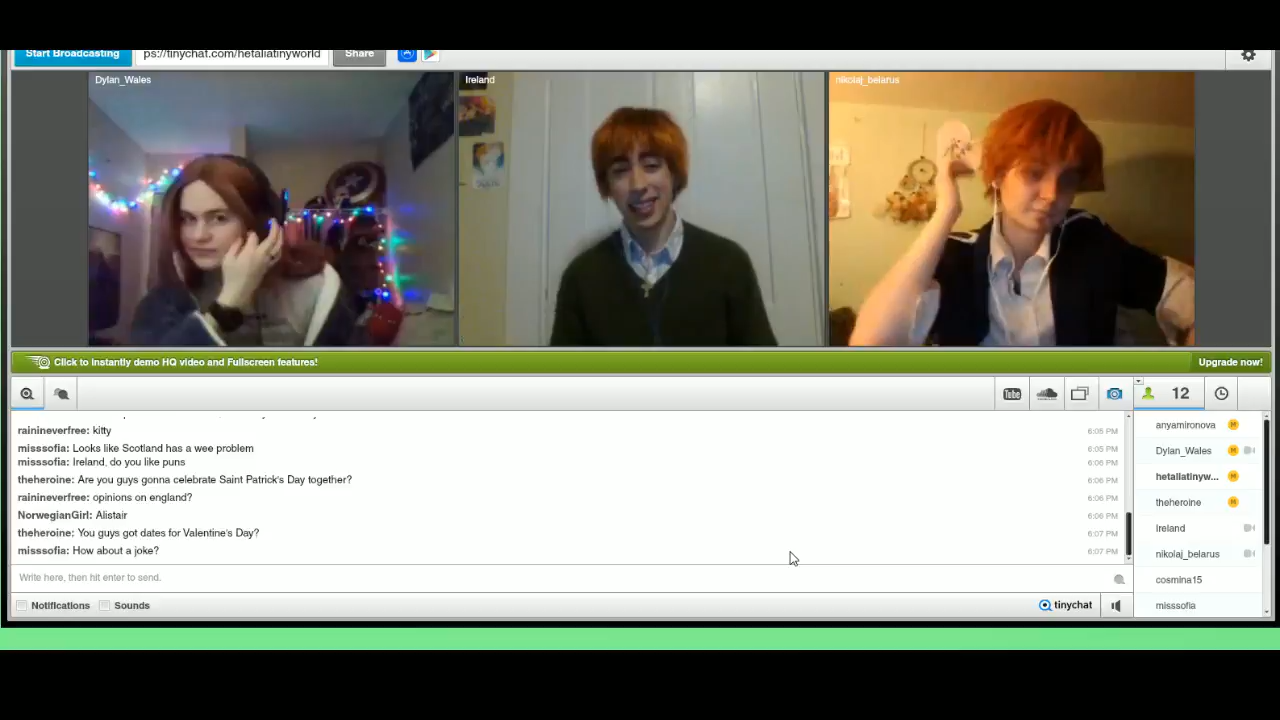 Start Broadcasting ps://tinychat.com/hetaliatinyworld Share
Dylan_Wales
Ireland
nikolaj_belarus
Click to instantly demo HQ video and Fullscreen features! Upgrade now!
You Tube 12
rainineverfree: kitty 6:05 PM
misssofia: Looks like Scotland has a wee problem 6:05 PM
misssofia: Ireland, do you like puns 6:06 PM
theheroine: Are you guys gonna celebrate Saint Patrick's Day together? 6:06 PM
rainineverfree: opinions on england? 6:06 PM
NorwegianGirl: Alistair 6:06 PM
theheroine: You guys got dates for Valentine's Day? 6:07 PM
misssofia: How about a joke? 6:07 PM
Write here, then hit enter to send.
Notifications Sounds tinychat
anyamironova M
Dylan_Wales M
hetaliatinyw... M
theheroine M
Ireland
nikolaj_belarus
cosmina15
misssofia